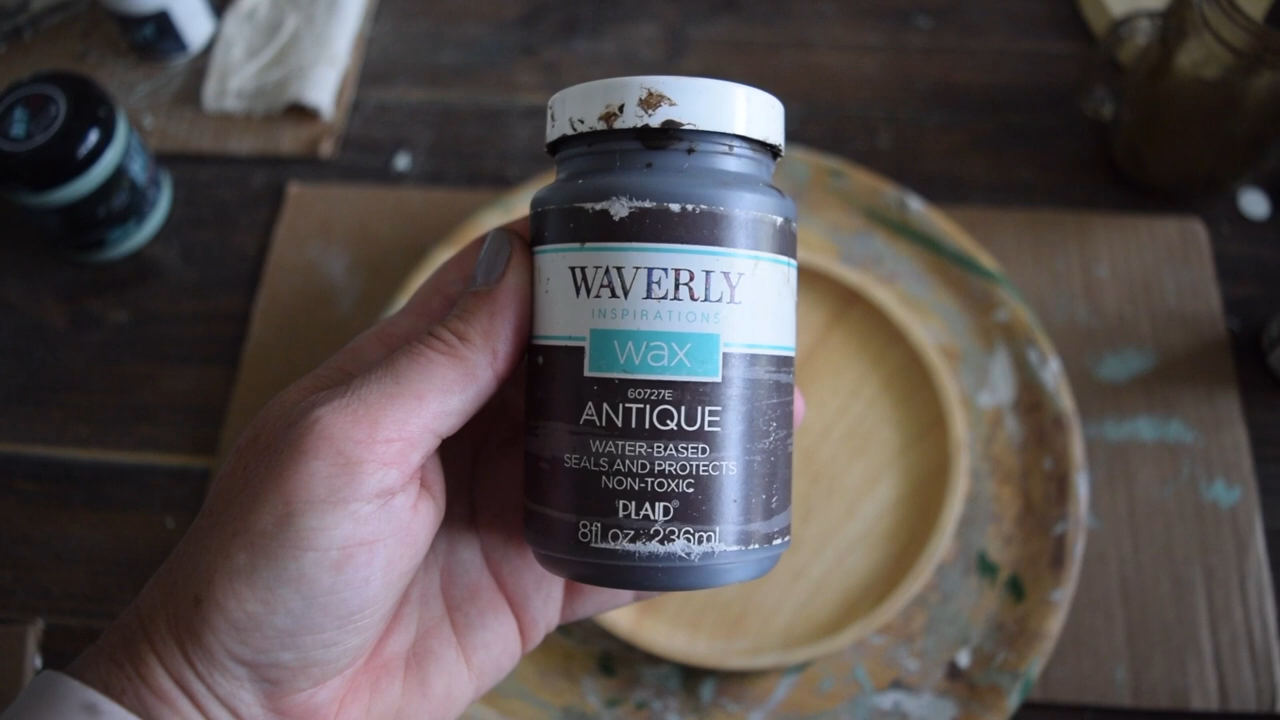 WAVERLY
INSPIRATIONS
wax
60727E
ANTIQUE
WATER-BASED
SEALS AND PROTECTS
NON-TOXIC
PLAID®
8fl oz 236ml